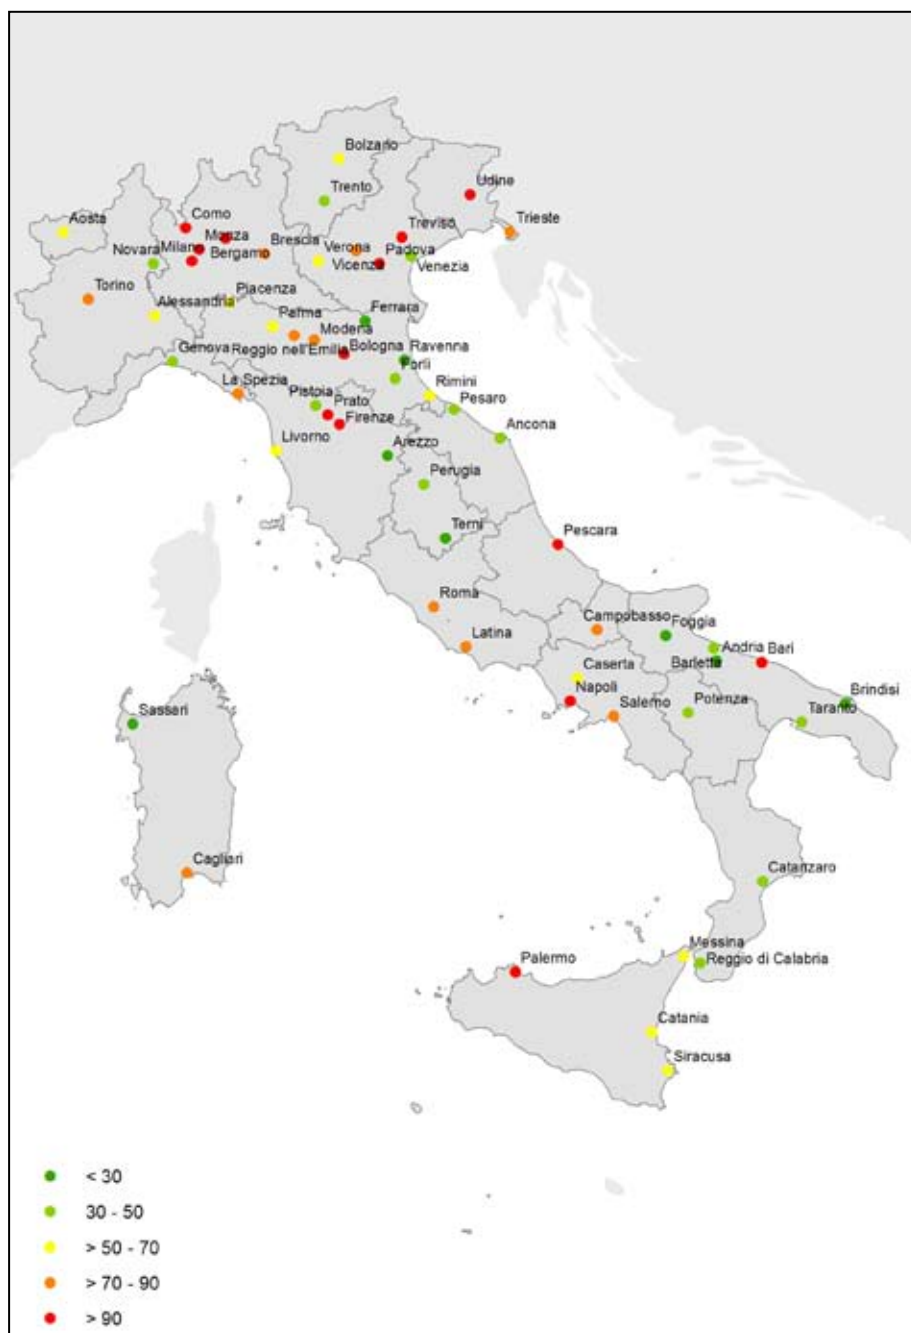 Bolzano
Trento
Udine
Aosta
Como
Treviso
Trieste
Novara
Milano
Monza
Bergamo
Brescia
Verona
Vicenza
Padova
Venezia
Torino
Alessandria
Piacenza
Parma
Ferrara
Modena
Reggio nell'Emilia
Bologna
Ravenna
Genova
Forlì
La Spezia
Pistoia
Prato
Firenze
Rimini
Pesaro
Livorno
Arezzo
Ancona
Perugia
Terni
Pescara
Roma
Latina
Campobasso
Foggia
Caserta
Barletta
Andria
Bari
Napoli
Salerno
Potenza
Brindisi
Taranto
Sassari
Cagliari
Catanzaro
Messina
Reggio di Calabria
Palermo
Catania
Siracusa
< 30
30 - 50
> 50 - 70
> 70 - 90
> 90